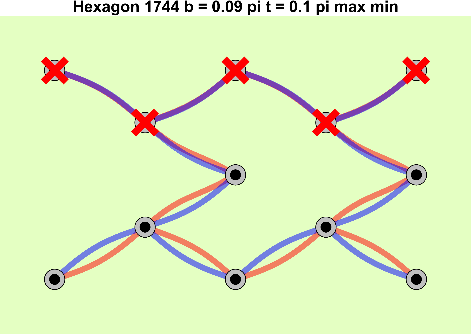 Hexagon 1744 b = 0.09 pi t = 0.1 pi max min